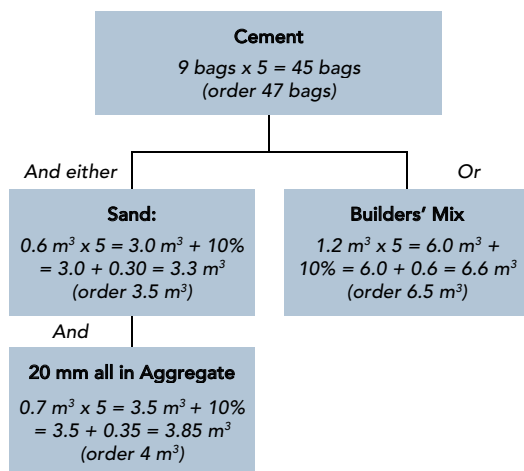 Cement
9 bags x 5 = 45 bags
(order 47 bags)
And either
Or
Sand:
0.6 m³ x 5 = 3.0 m³ + 10%
= 3.0 + 0.30 = 3.3 m³
(order 3.5 m³)
Builders’ Mix
1.2 m³ x 5 = 6.0 m³ +
10% = 6.0 + 0.6 = 6.6 m³
(order 6.5 m³)
And
20 mm all in Aggregate
0.7 m³ x 5 = 3.5 m³ + 10%
= 3.5 + 0.35 = 3.85 m³
(order 4 m³)